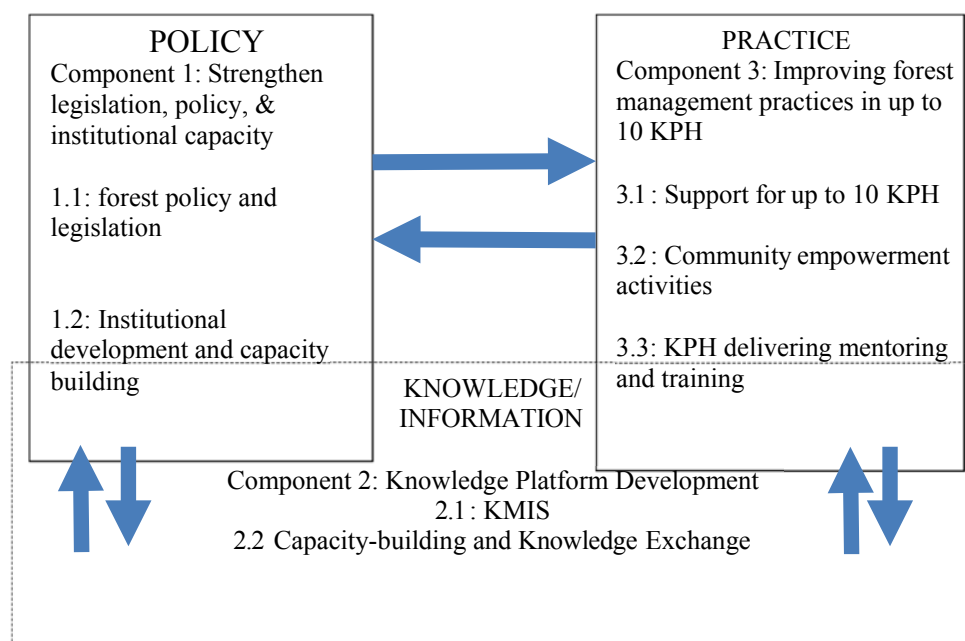 POLICY
Component 1: Strengthen
legislation, policy, &
institutional capacity
1.1: forest policy and
legislation
1.2: Institutional
development and capacity
building
PRACTICE
Component 3: Improving forest
management practices in up to
10 KPH
3.1: Support for up to 10 KPH
3.2: Community empowerment
activities
3.3: KPH delivering mentoring
and training
KNOWLEDGE/
INFORMATION
Component 2: Knowledge Platform Development
2.1: KMIS
2.2 Capacity-building and Knowledge Exchange